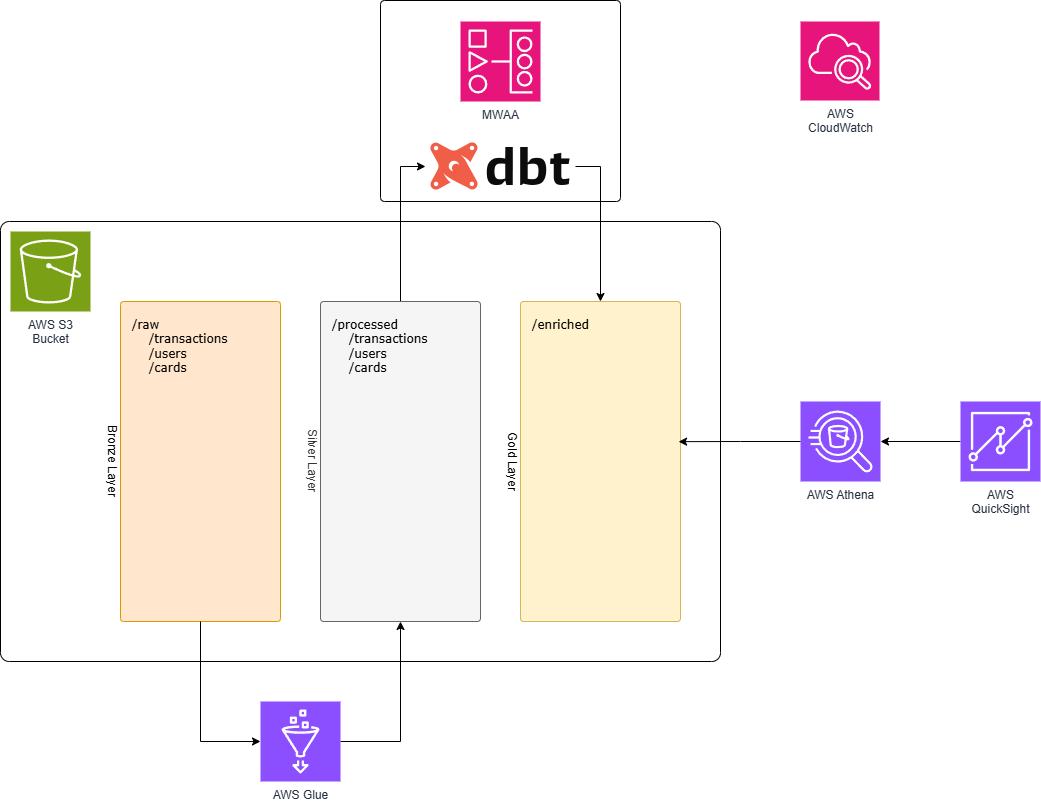 MWAA
AWS
CloudWatch
dbt
AWS S3
Bucket
/raw
/transactions
/users
/cards
Bronze Layer
/processed
/transactions
/users
/cards
Silver Layer
/enriched
Gold Layer
AWS Athena
AWS
QuickSight
AWS Glue